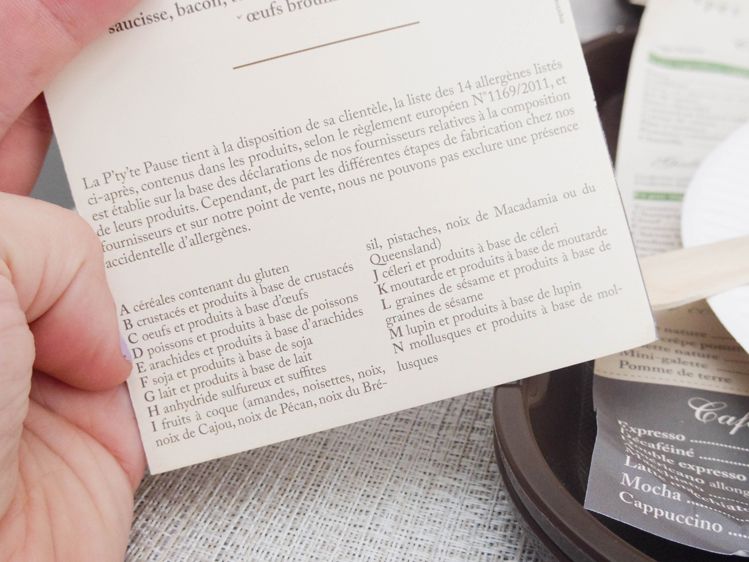 saucisse, bacon,
œufs
La P'ty'te Pause tient à la disposition de sa clientèle, la liste des 14 allergènes listés
ci-après, contenus dans les produits, selon le règlement européen N°1169/2011, et
est établie sur la base des déclarations de nos fournisseurs relatives à la composition
de leurs produits. Cependant, de part les différentes étapes de fabrication chez nos
fournisseurs et sur notre point de vente, nous ne pouvons pas exclure une présence
accidentelle d'allergènes.
A céréales contenant du gluten
B crustacés et produits à base de crustacés
C oeufs et produits à base d'œufs
D poissons et produits à base de poissons
E arachides et produits à base d'arachides
F soja et produits à base de soja
G lait et produits à base de lait
H anhydride sulfureux et sulfites
I fruits à coque (amandes, noisettes, noix,
noix de Cajou, noix de Pécan, noix du Bré-
sil, pistaches, noix de Macadamia ou du
Queensland)
J céleri et produits à base de céleri
K moutarde et produits à base de moutarde
L graines de sésame et produits à base de
graines de sésame
M lupin et produits à base de lupin
N mollusques et produits à base de mol-
lusques
nature
Mini-galette
Pomme de terre
Expresso
Décaféiné
Double expresso
Americano
Mocha
Cappuccino